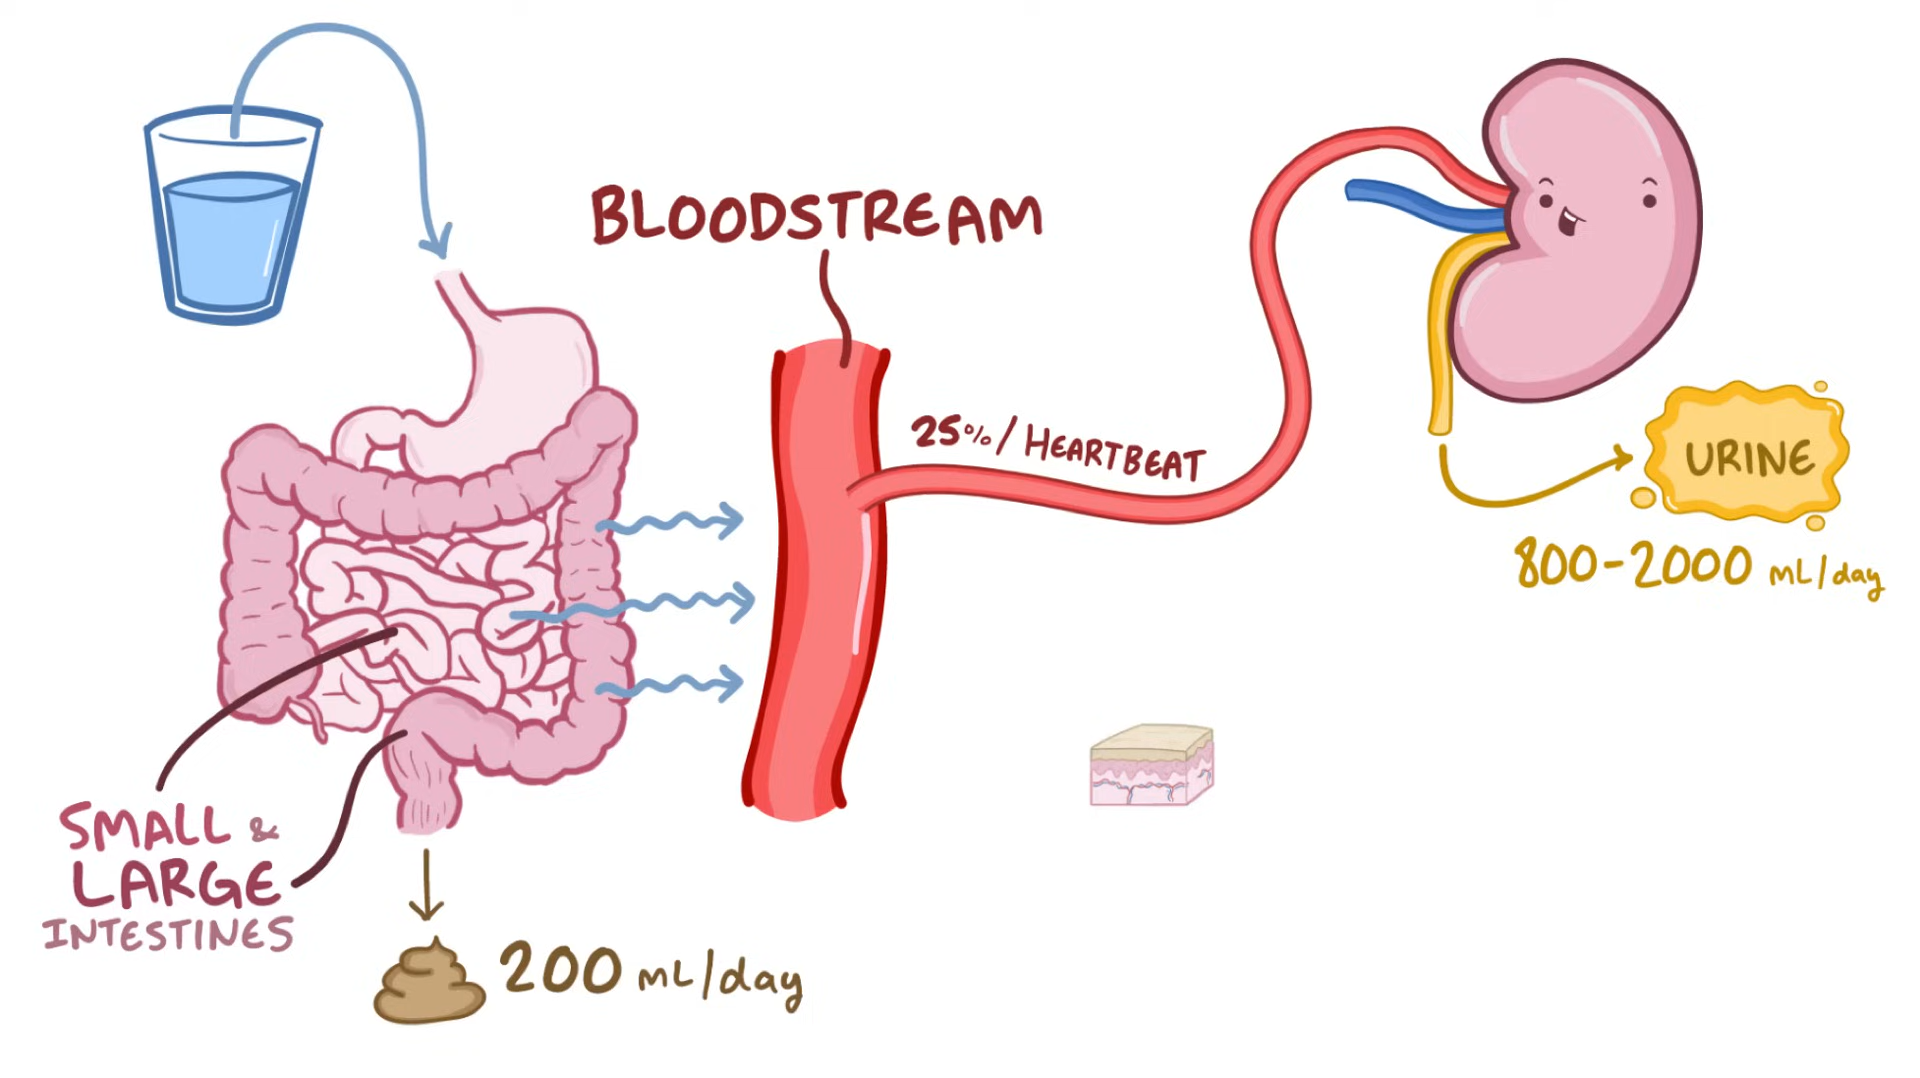 BLOODSTREAM
25%/HEARTBEAT
URINE
800-2000 mL/day
SMALL &
LARGE
INTESTINES
200 mL/day